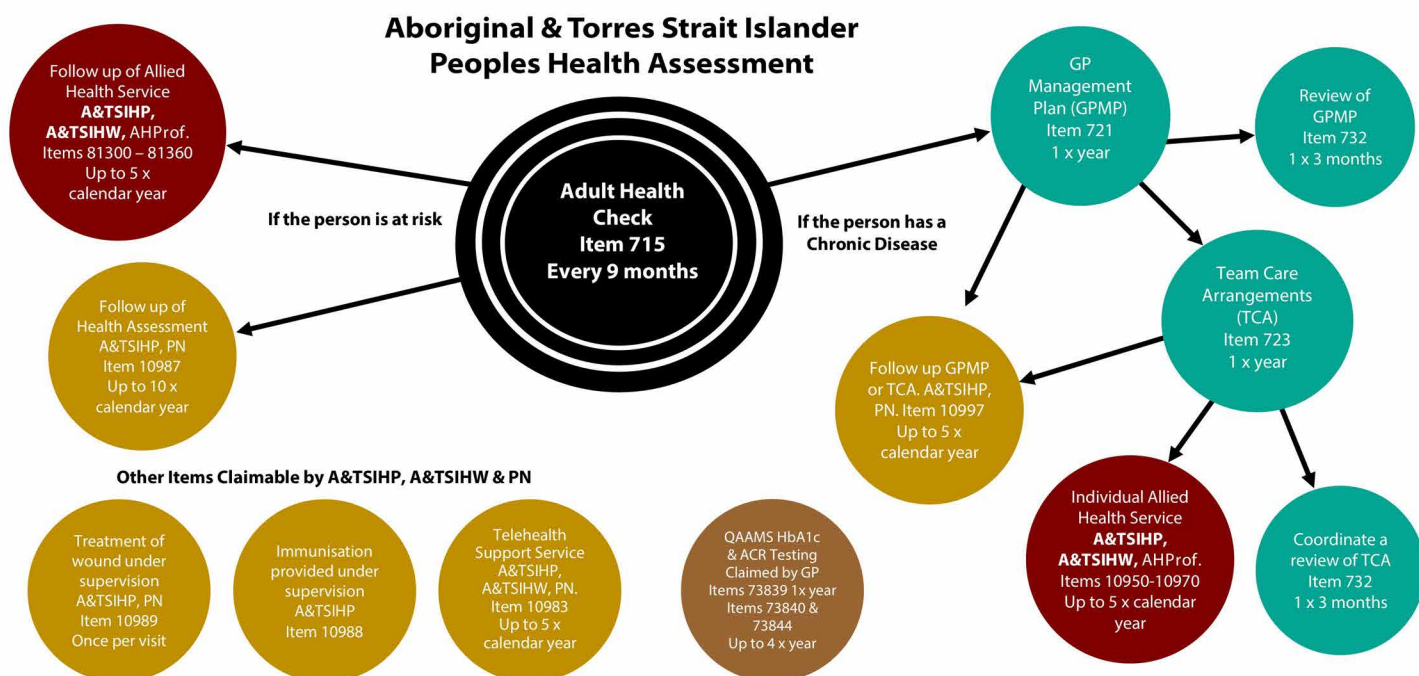 Aboriginal & Torres Strait Islander
Peoples Health Assessment
Follow up of Allied
Health Service
A&TSIHP,
A&TSIHW, AHProf.
Items 81300 – 81360
Up to 5 x
calendar year
If the person is at risk
Adult Health
Check
Item 715
Every 9 months
If the person has a
Chronic Disease
GP
Management
Plan (GPMP)
Item 721
1 x year
Review of
GPMP
Item 732
1 x 3 months
Follow up of
Health Assessment
A&TSIHP, PN
Item 10987
Up to 10 x
calendar year
Team Care
Arrangements
(TCA)
Item 723
1 x year
Follow up GPMP
or TCA. A&TSIHP,
PN. Item 10997
Up to 5 x
calendar year
Other Items Claimable by A&TSIHP, A&TSIHW & PN
Treatment of
wound under
supervision
A&TSIHP, PN
Item 10989
Once per visit
Immunisation
provided under
supervision
A&TSIHP
Item 10988
Telehealth
Support Service
A&TSIHP,
A&TSIHW, PN.
Item 10983
Up to 5 x
calendar year
QAAMS HbA1c
& ACR Testing
Claimed by GP
Items 73839 1x year
Items 73840 &
73844
Up to 4 x year
Individual Allied
Health Service
A&TSIHP,
A&TSIHW, AHProf.
Items 10950-10970
Up to 5 x calendar
year
Coordinate a
review of TCA
Item 732
1 x 3 months